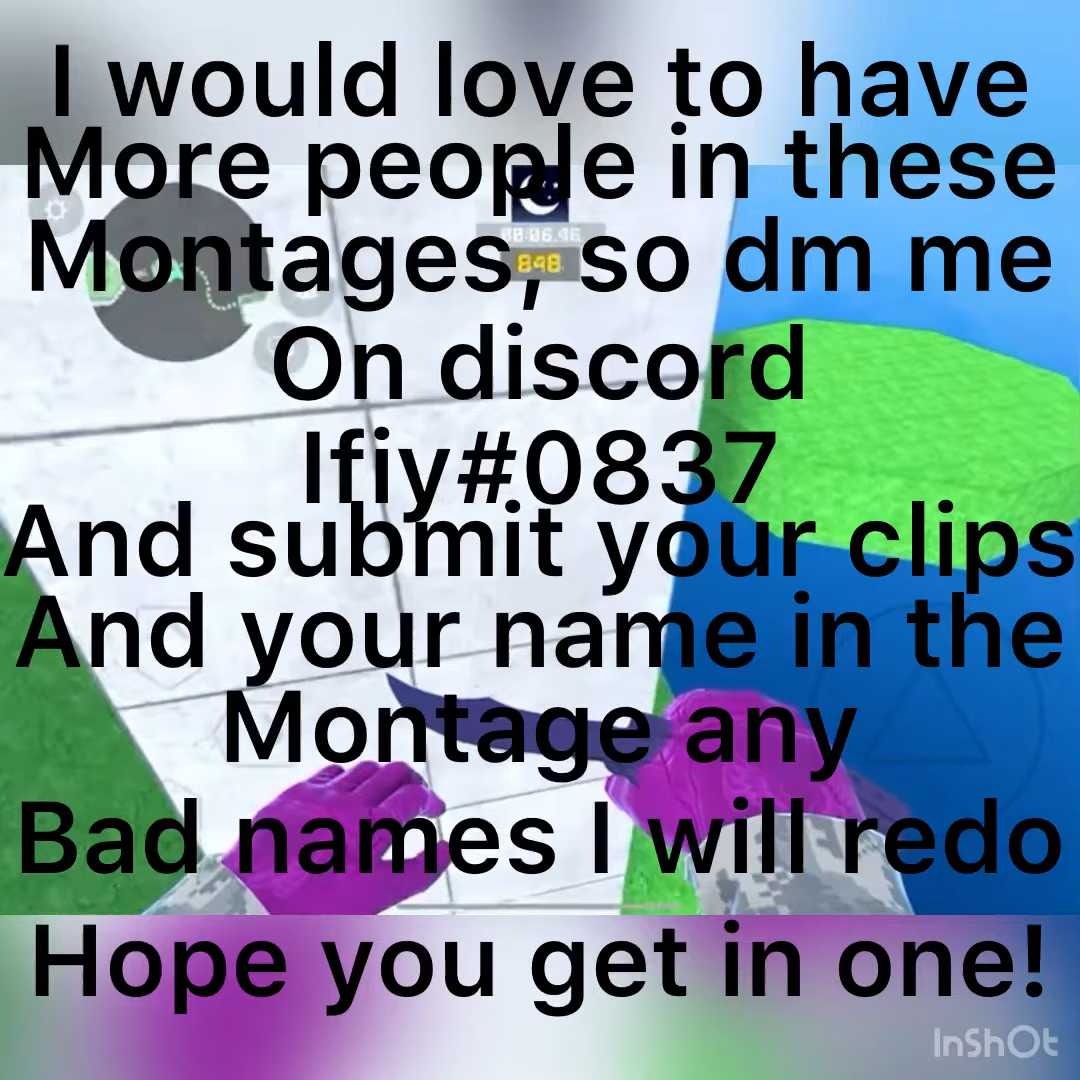 I would love to have
More people in these
Montages, so dm me
On discord
Ifiy#0837
And submit your clips
And your name in the
Montage any
Bad names I will redo
Hope you get in one!
898
InShOt